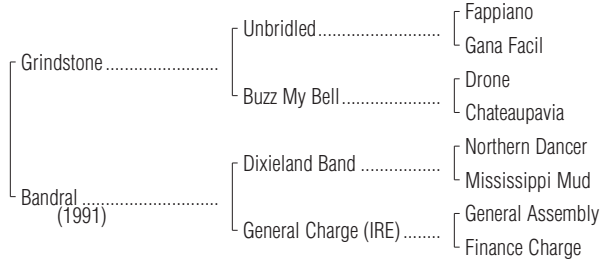 Fappiano
Unbridled........................
Gana Facil
Grindstone......................
Drone
Buzz My Bell....................
Chateaupavia
Northern Dancer
Dixieland Band ................
Mississippi Mud
Bandral...........................
(1991)
General Assembly
General Charge (IRE).......
Finance Charge